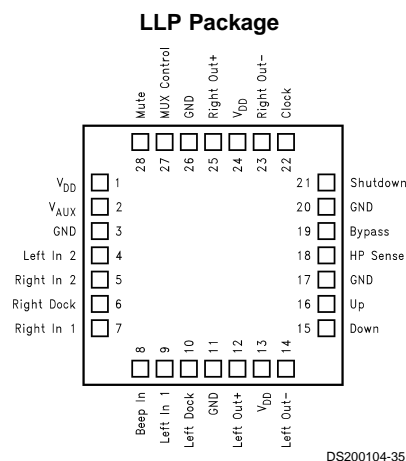 LLP Package
Mute
MUX Control
GND
Right Out+
VDD
Right Out-
Clock
28 27 26 25 24 23 22
VDD 1
VAUX 2
GND 3
Left In 2 4
Right In 2 5
Right Dock 6
Right In 1 7
21 Shutdown
20 GND
19 Bypass
18 HP Sense
17 GND
16 Up
15 Down
8 9 10 11 12 13 14
Beep In
Left In 1
Left Dock
GND
Left Out+
VDD
Left Out-
DS200104-35